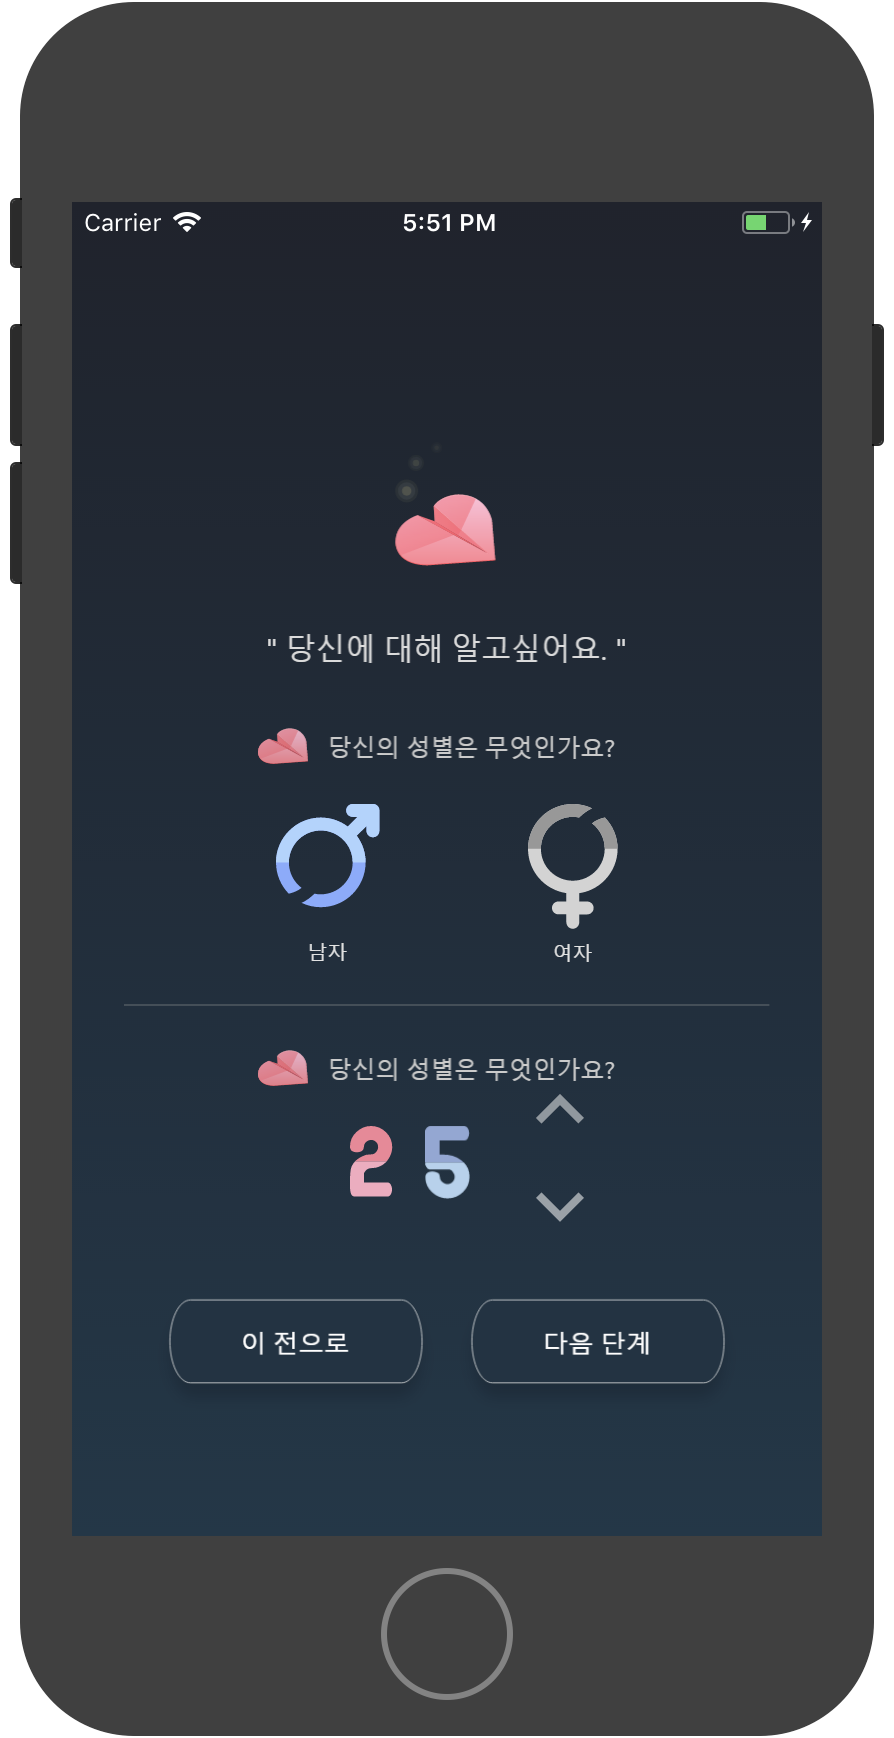 Carrier 5:51 PM
" 당신에 대해 알고싶어요. "
당신의 성별은 무엇인가요?
남자 여자
당신의 성별은 무엇인가요?
25
이 전으로 다음 단계